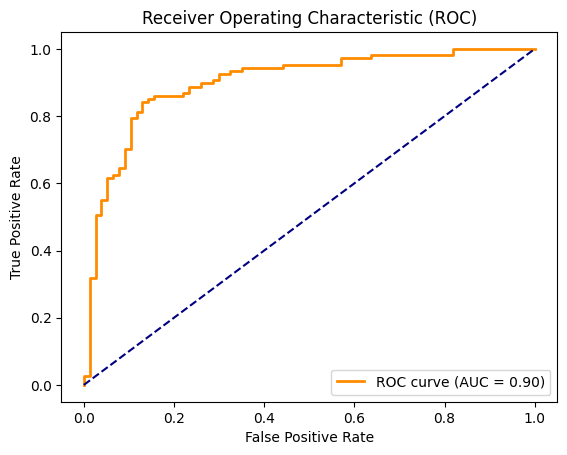 Receiver Operating Characteristic (ROC)
True Positive Rate
1.0
0.8
0.6
0.4
0.2
0.0
ROC curve (AUC = 0.90)
0.0 0.2 0.4 0.6 0.8 1.0
False Positive Rate